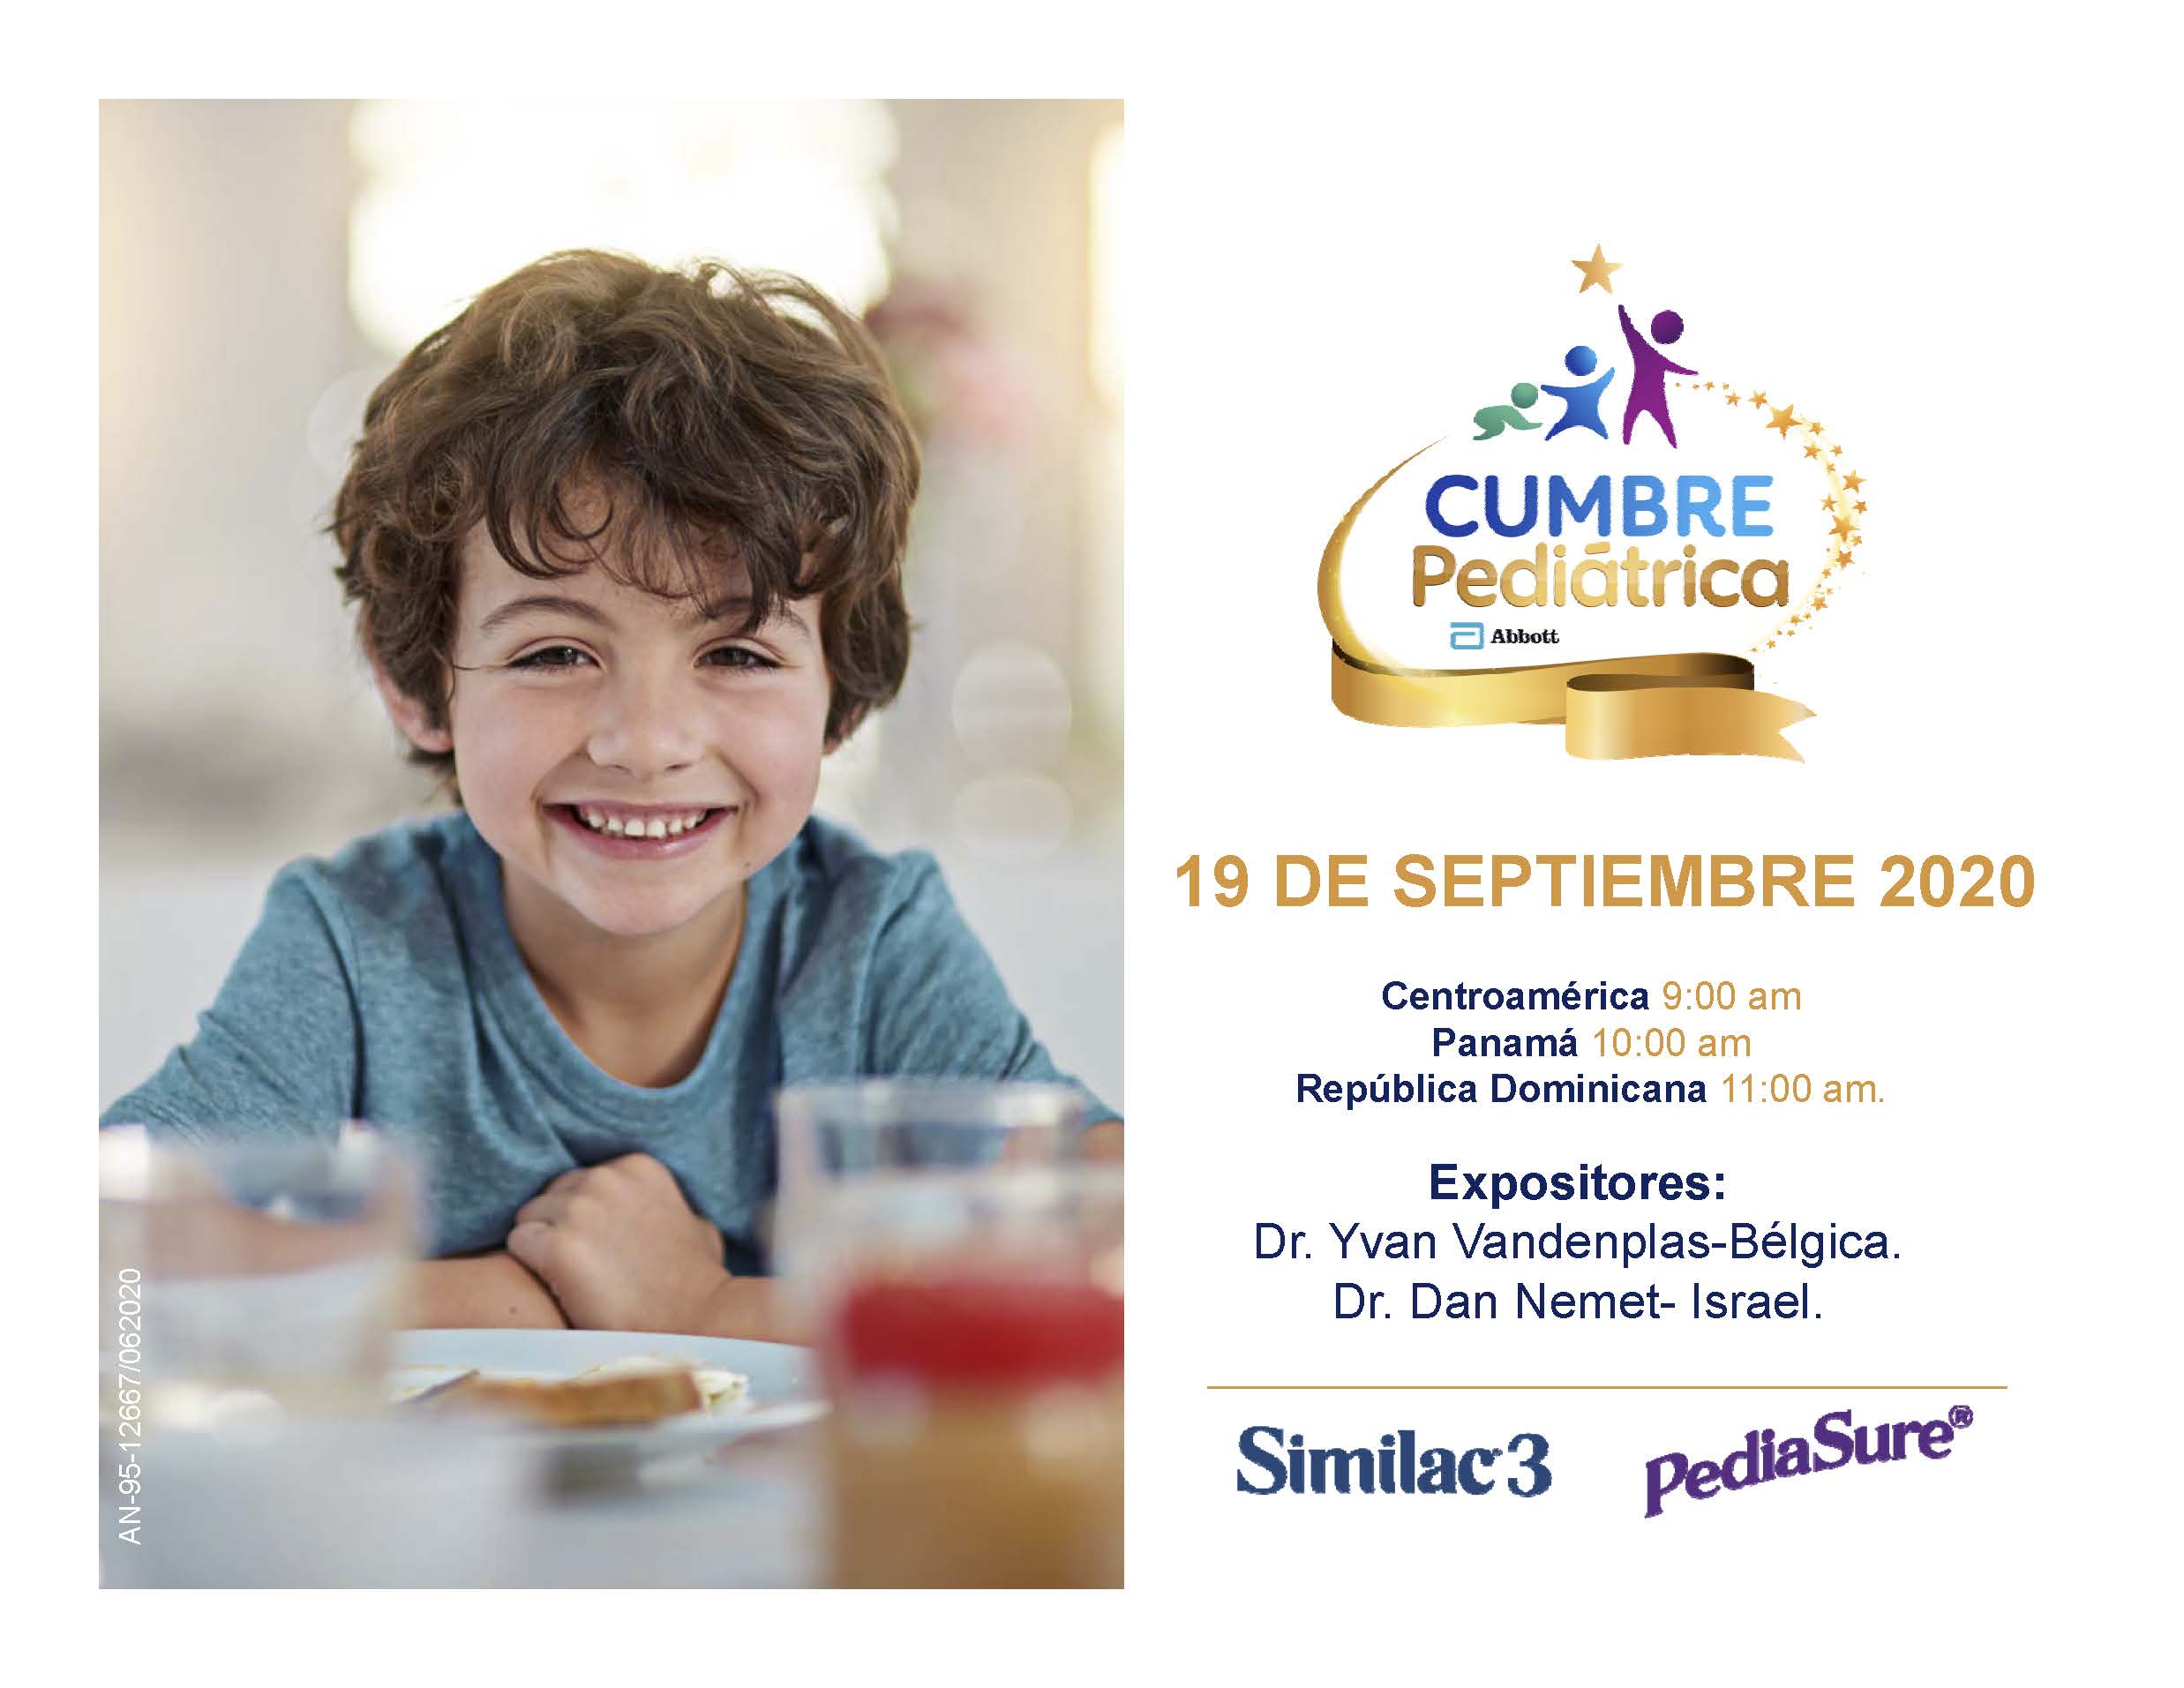 CUMBRE
Pediátrica
Abbott
19 DE SEPTIEMBRE 2020
Centroamérica 9:00 am
Panamá 10:00 am
República Dominicana 11:00 am.
Expositores:
Dr. Yvan Vandenplas-Bélgica.
Dr. Dan Nemet- Israel.
Similac 3
PediaSure®
AN-95-12667/062020